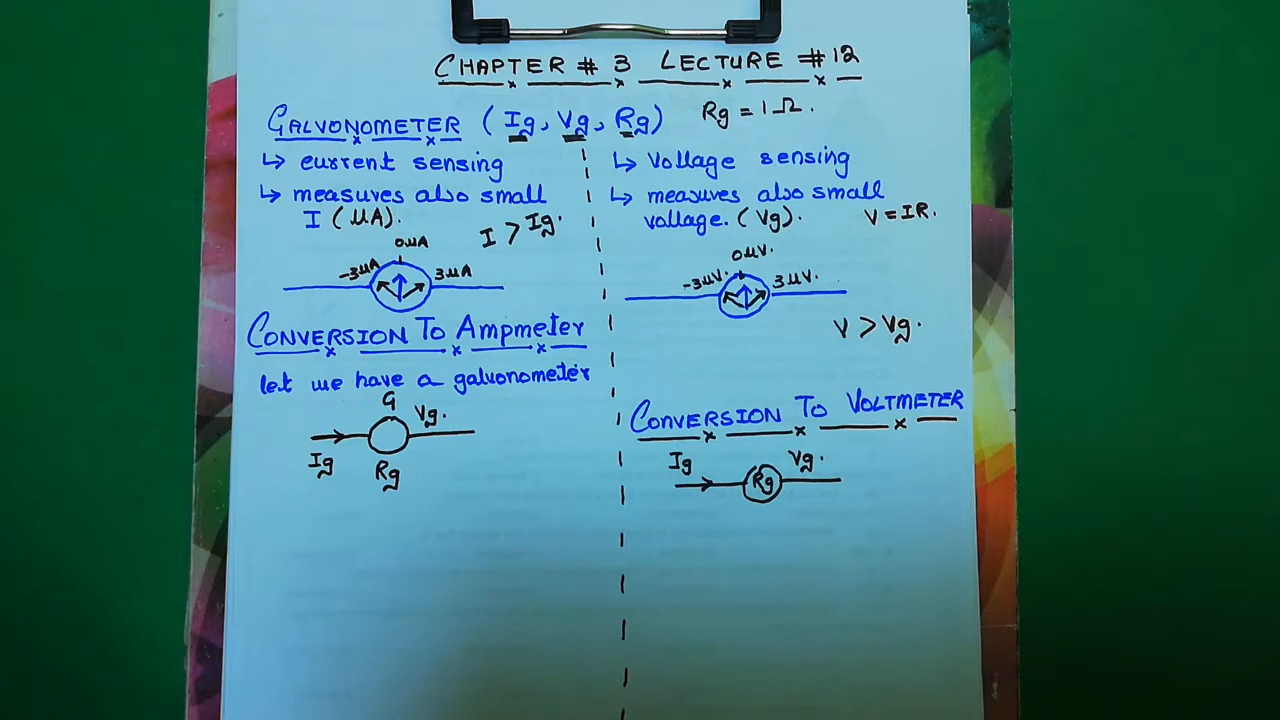 CHAPTER # 3 LECTURE #12
GALVONOMETER (Ig, Vg, Rg)
Rg = 1 Ω.
↳ current sensing
↳ measures also small
I (μA).
I > Ig.
0μA
-3μA
3μA
CONVERSION TO Ampmeter
let we have a galvonometer
G
Vg.
Ig
Rg
↳ voltage sensing
↳ measures also small
voltage. (Vg).
V = IR.
0μV.
-3μV.
3μV.
V > Vg.
CONVERSION TO VOLTMETER
Ig
Vg.
Rg